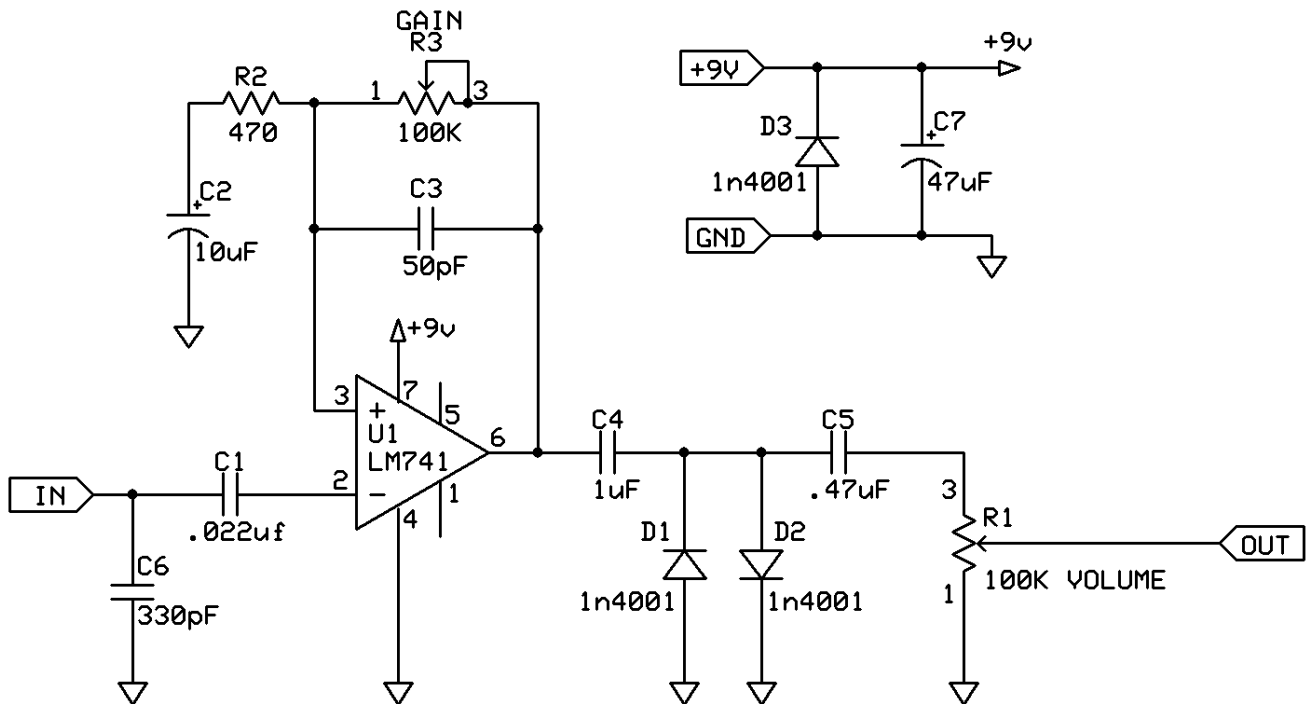 GAIN
R3
1
3
100K
R2
470
C2
+
10uF
C3
50pF
+9V
+9v
D3
1n4001
+
C7
47uF
GND
+9v
7
3
+
5
U1
LM741
6
2
-
1
4
IN
C1
.022uf
C6
330pF
C4
1uF
C5
.47uF
D1
1n4001
D2
1n4001
3
R1
100K VOLUME
1
OUT